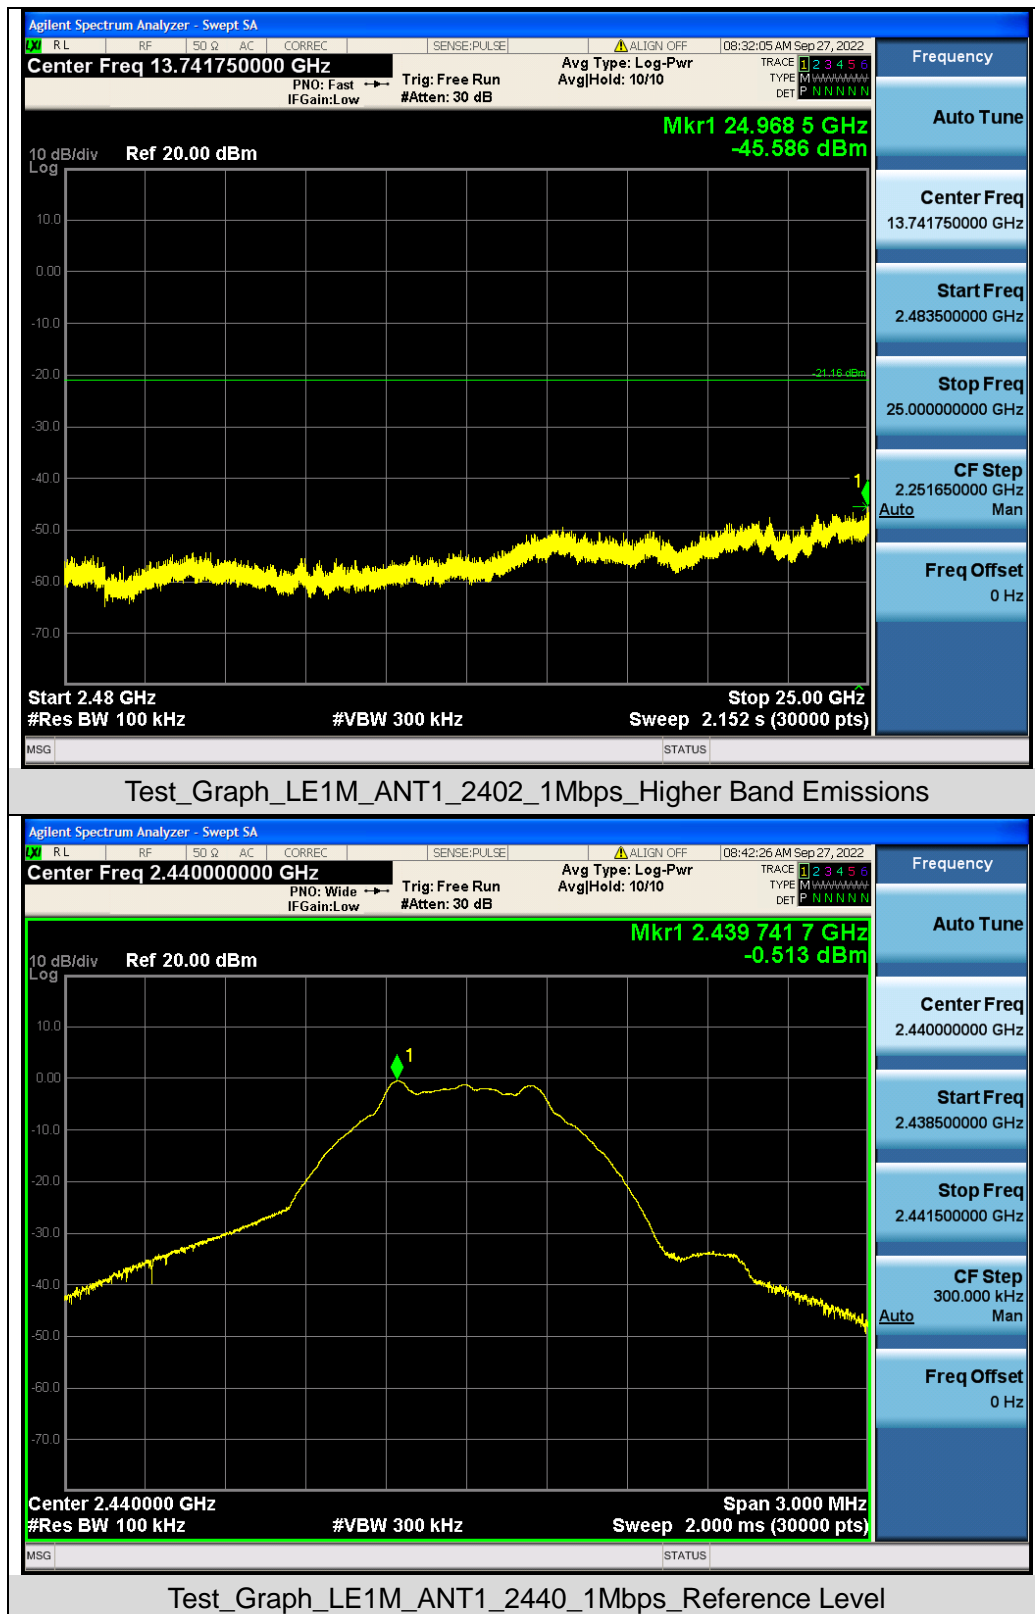 Agilent Spectrum Analyzer - Swept SA
LXI RL RF 50 Ω AC CORREC SENSE:PULSE ALIGN OFF 08:32:05 AM Sep 27, 2022
Center Freq 13.741750000 GHz
PNO: Fast
IFGain:Low
Trig: Free Run
#Atten: 30 dB
Avg Type: Log-Pwr
Avg|Hold: 10/10
TRACE 1 2 3 4 5 6
TYPE M
DET P N N N N N
Mkr1 24.968 5 GHz
-45.586 dBm
10 dB/div Ref 20.00 dBm
Log
10.0
0.00
-10.0
-20.0
-21.16 dBm
-30.0
-40.0
1
-50.0
-60.0
-70.0
Start 2.48 GHz Stop 25.00 GHz
#Res BW 100 kHz #VBW 300 kHz Sweep 2.152 s (30000 pts)
MSG STATUS
Frequency
Auto Tune
Center Freq
13.741750000 GHz
Start Freq
2.483500000 GHz
Stop Freq
25.000000000 GHz
CF Step
2.251650000 GHz
Auto Man
Freq Offset
0 Hz
Test_Graph_LE1M_ANT1_2402_1Mbps_Higher Band Emissions
Agilent Spectrum Analyzer - Swept SA
LXI RL RF 50 Ω AC CORREC SENSE:PULSE ALIGN OFF 08:42:26 AM Sep 27, 2022
Center Freq 2.440000000 GHz
PNO: Wide
IFGain:Low
Trig: Free Run
#Atten: 30 dB
Avg Type: Log-Pwr
Avg|Hold: 10/10
TRACE 1 2 3 4 5 6
TYPE M
DET P N N N N N
Mkr1 2.439 741 7 GHz
-0.513 dBm
10 dB/div Ref 20.00 dBm
Log
10.0
1
0.00
-10.0
-20.0
-30.0
-40.0
-50.0
-60.0
-70.0
Center 2.440000 GHz Span 3.000 MHz
#Res BW 100 kHz #VBW 300 kHz Sweep 2.000 ms (30000 pts)
MSG STATUS
Frequency
Auto Tune
Center Freq
2.440000000 GHz
Start Freq
2.438500000 GHz
Stop Freq
2.441500000 GHz
CF Step
300.000 kHz
Auto Man
Freq Offset
0 Hz
Test_Graph_LE1M_ANT1_2440_1Mbps_Reference Level